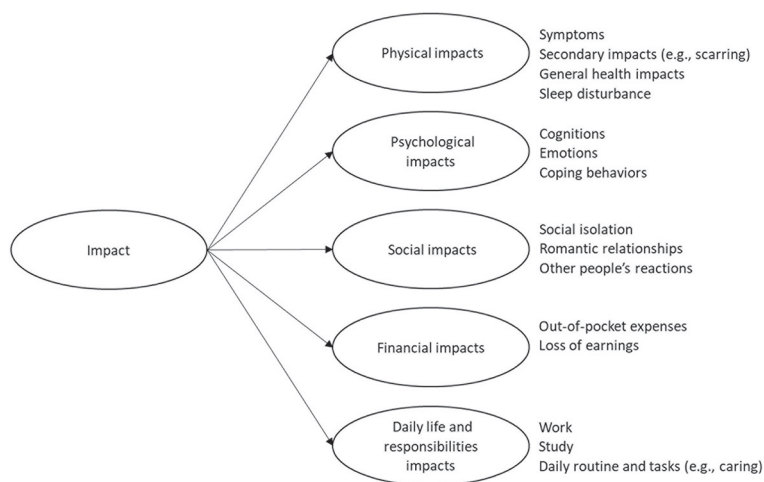 Impact
Physical impacts
Symptoms
Secondary impacts (e.g., scarring)
General health impacts
Sleep disturbance
Psychological
impacts
Cognitions
Emotions
Coping behaviors
Social impacts
Social isolation
Romantic relationships
Other people’s reactions
Financial impacts
Out-of-pocket expenses
Loss of earnings
Daily life and
responsibilities
impacts
Work
Study
Daily routine and tasks (e.g., caring)